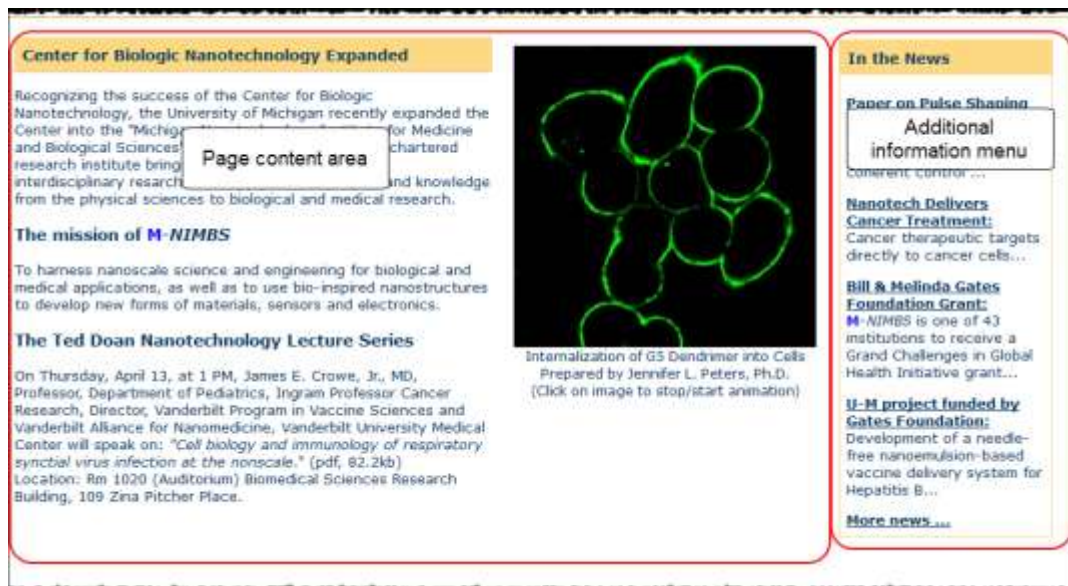 Center for Biologic Nanotechnology Expanded
Recognizing the success of the Center for Biologic
Nanotechnology, the University of Michigan recently expanded the
Center into the "Michigan for Medicine
and Biological Sciences chartered
research institute bring
interdisciplinary resarch and knowledge
from the physical sciences to biological and medical research.
Page content area
The mission of M-NIMBS
To harness nanoscale science and engineering for biological and
medical applications, as well as to use bio-inspired nanostructures
to develop new forms of materials, sensors and electronics.
The Ted Doan Nanotechnology Lecture Series
On Thursday, April 13, at 1 PM, James E. Crowe, Jr., MD,
Professor, Department of Pediatrics, Ingram Professor Cancer
Research, Director, Vanderbilt Program in Vaccine Sciences and
Vanderbilt Alliance for Nanomedicine, Vanderbilt University Medical
Center will speak on: "Cell biology and immunology of respiratory
synctial virus infection at the nonscale." (pdf, 82.2kb)
Location: Rm 1020 (Auditorium) Biomedical Sciences Research
Building, 109 Zina Pitcher Place.
Internalization of G5 Dendrimer into Cells
Prepared by Jennifer L. Peters, Ph.D.
(Click on image to stop/start animation)
In the News
Paper on Pulse Shaping
Additional
information menu
coherent control ...
Nanotech Delivers
Cancer Treatment:
Cancer therapeutic targets
directly to cancer cells...
Bill & Melinda Gates
Foundation Grant:
M-NIMBS is one of 43
institutions to receive a
Grand Challenges in Global
Health Initiative grant...
U-M project funded by
Gates Foundation:
Development of a needle-
free nanoemulsion-based
vaccine delivery system for
Hepatitis B...
More news ...